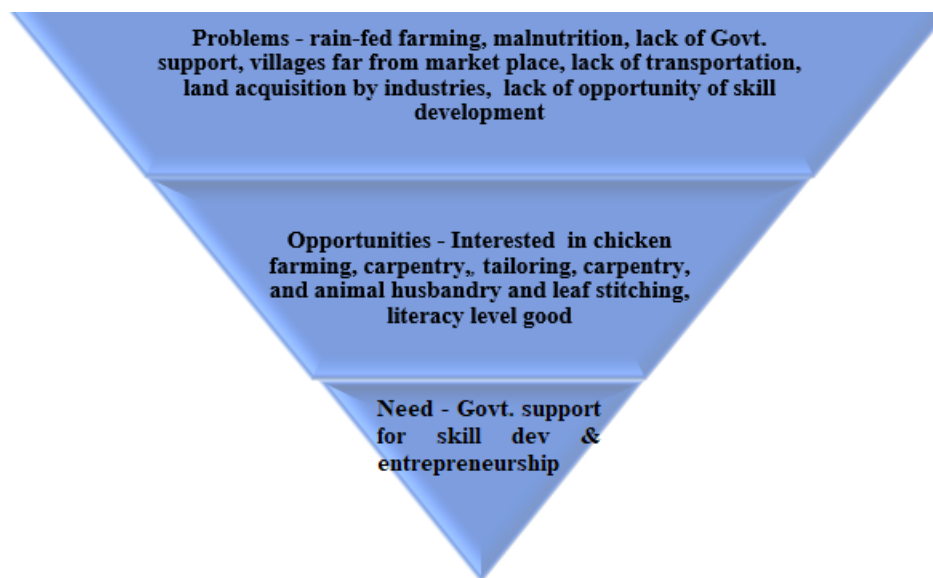 Problems - rain-fed farming, malnutrition, lack of Govt.
support, villages far from market place, lack of transportation,
land acquisition by industries, lack of opportunity of skill
development
Opportunities - Interested in chicken
farming, carpentry,, tailoring, carpentry,
and animal husbandry and leaf stitching,
literacy level good
Need - Govt. support
for skill dev &
entrepreneurship